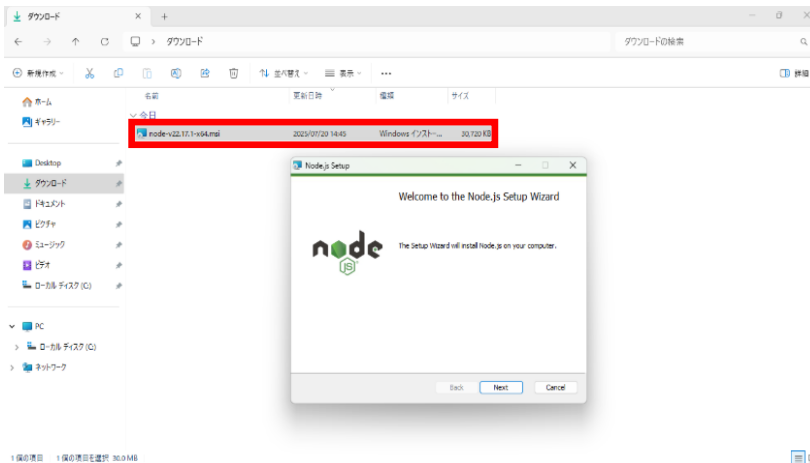 ダウンロード
ダウンロード
ダウンロードの検索
新規作成
並べ替え
表示
詳細
名前 更新日時 種類 サイズ
今日
node-v22.17.1-x64.msi 2025/07/20 14:45 Windows インストー... 30,720 KB
ホーム
ギャラリー
Desktop
ダウンロード
ドキュメント
ピクチャ
ミュージック
ビデオ
ローカル ディスク (C:)
PC
ローカル ディスク (C:)
ネットワーク
Node.js Setup
Welcome to the Node.js Setup Wizard
node
JS
The Setup Wizard will install Node.js on your computer.
Back Next Cancel
1 個の項目 1 個の項目を選択 30.0 MB